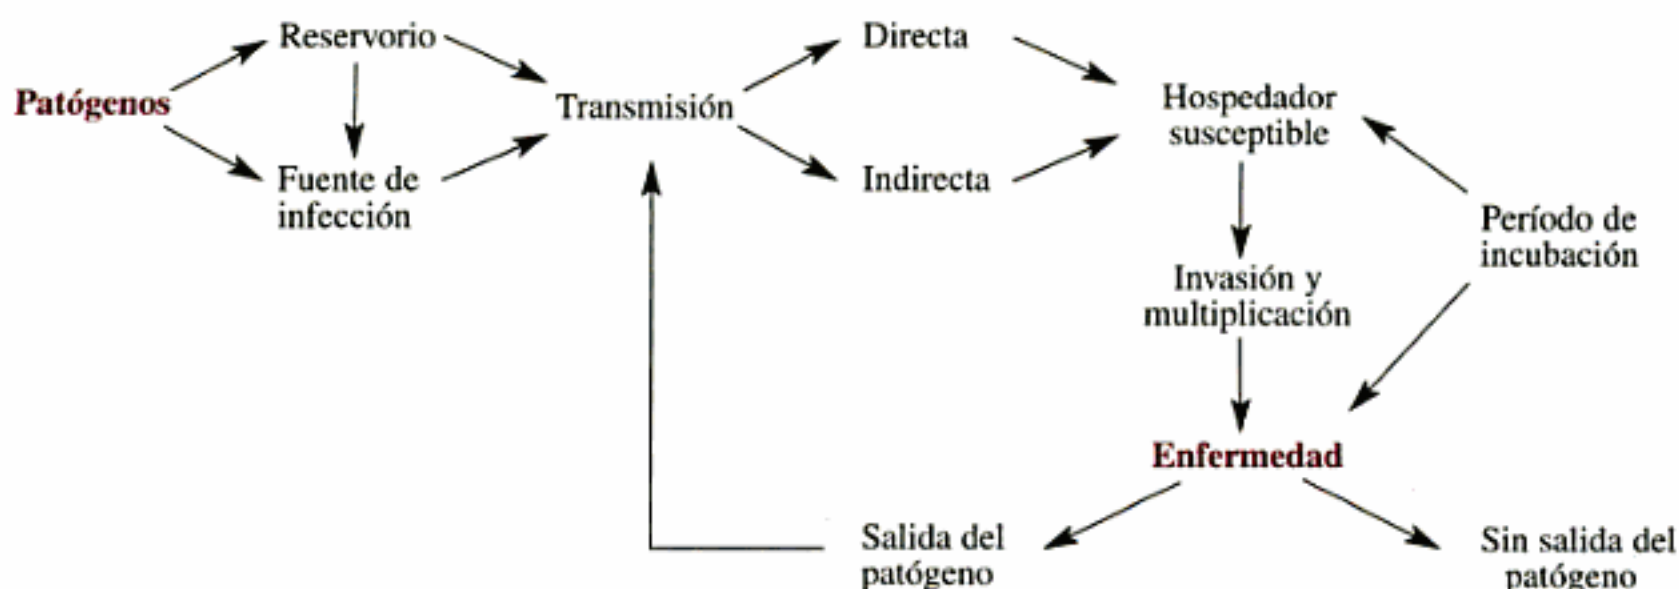 Reservorio
Patógenos
Fuente de
infección
Transmisión
Directa
Indirecta
Hospedador
susceptible
Período de
incubación
Invasión y
multiplicación
Enfermedad
Salida del
patógeno
Sin salida del
patógeno